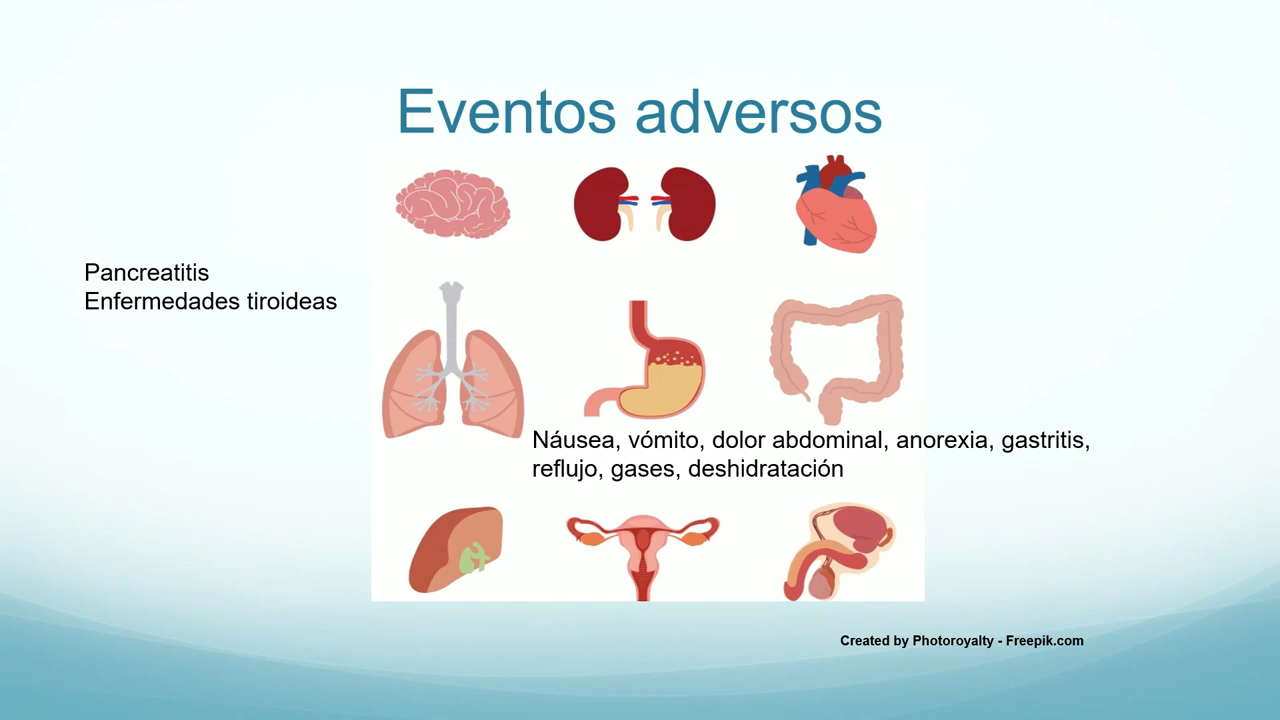 Eventos adversos
Pancreatitis
Enfermedades tiroideas
Náusea, vómito, dolor abdominal, anorexia, gastritis,
reflujo, gases, deshidratación
Created by Photoroyalty - Freepik.com